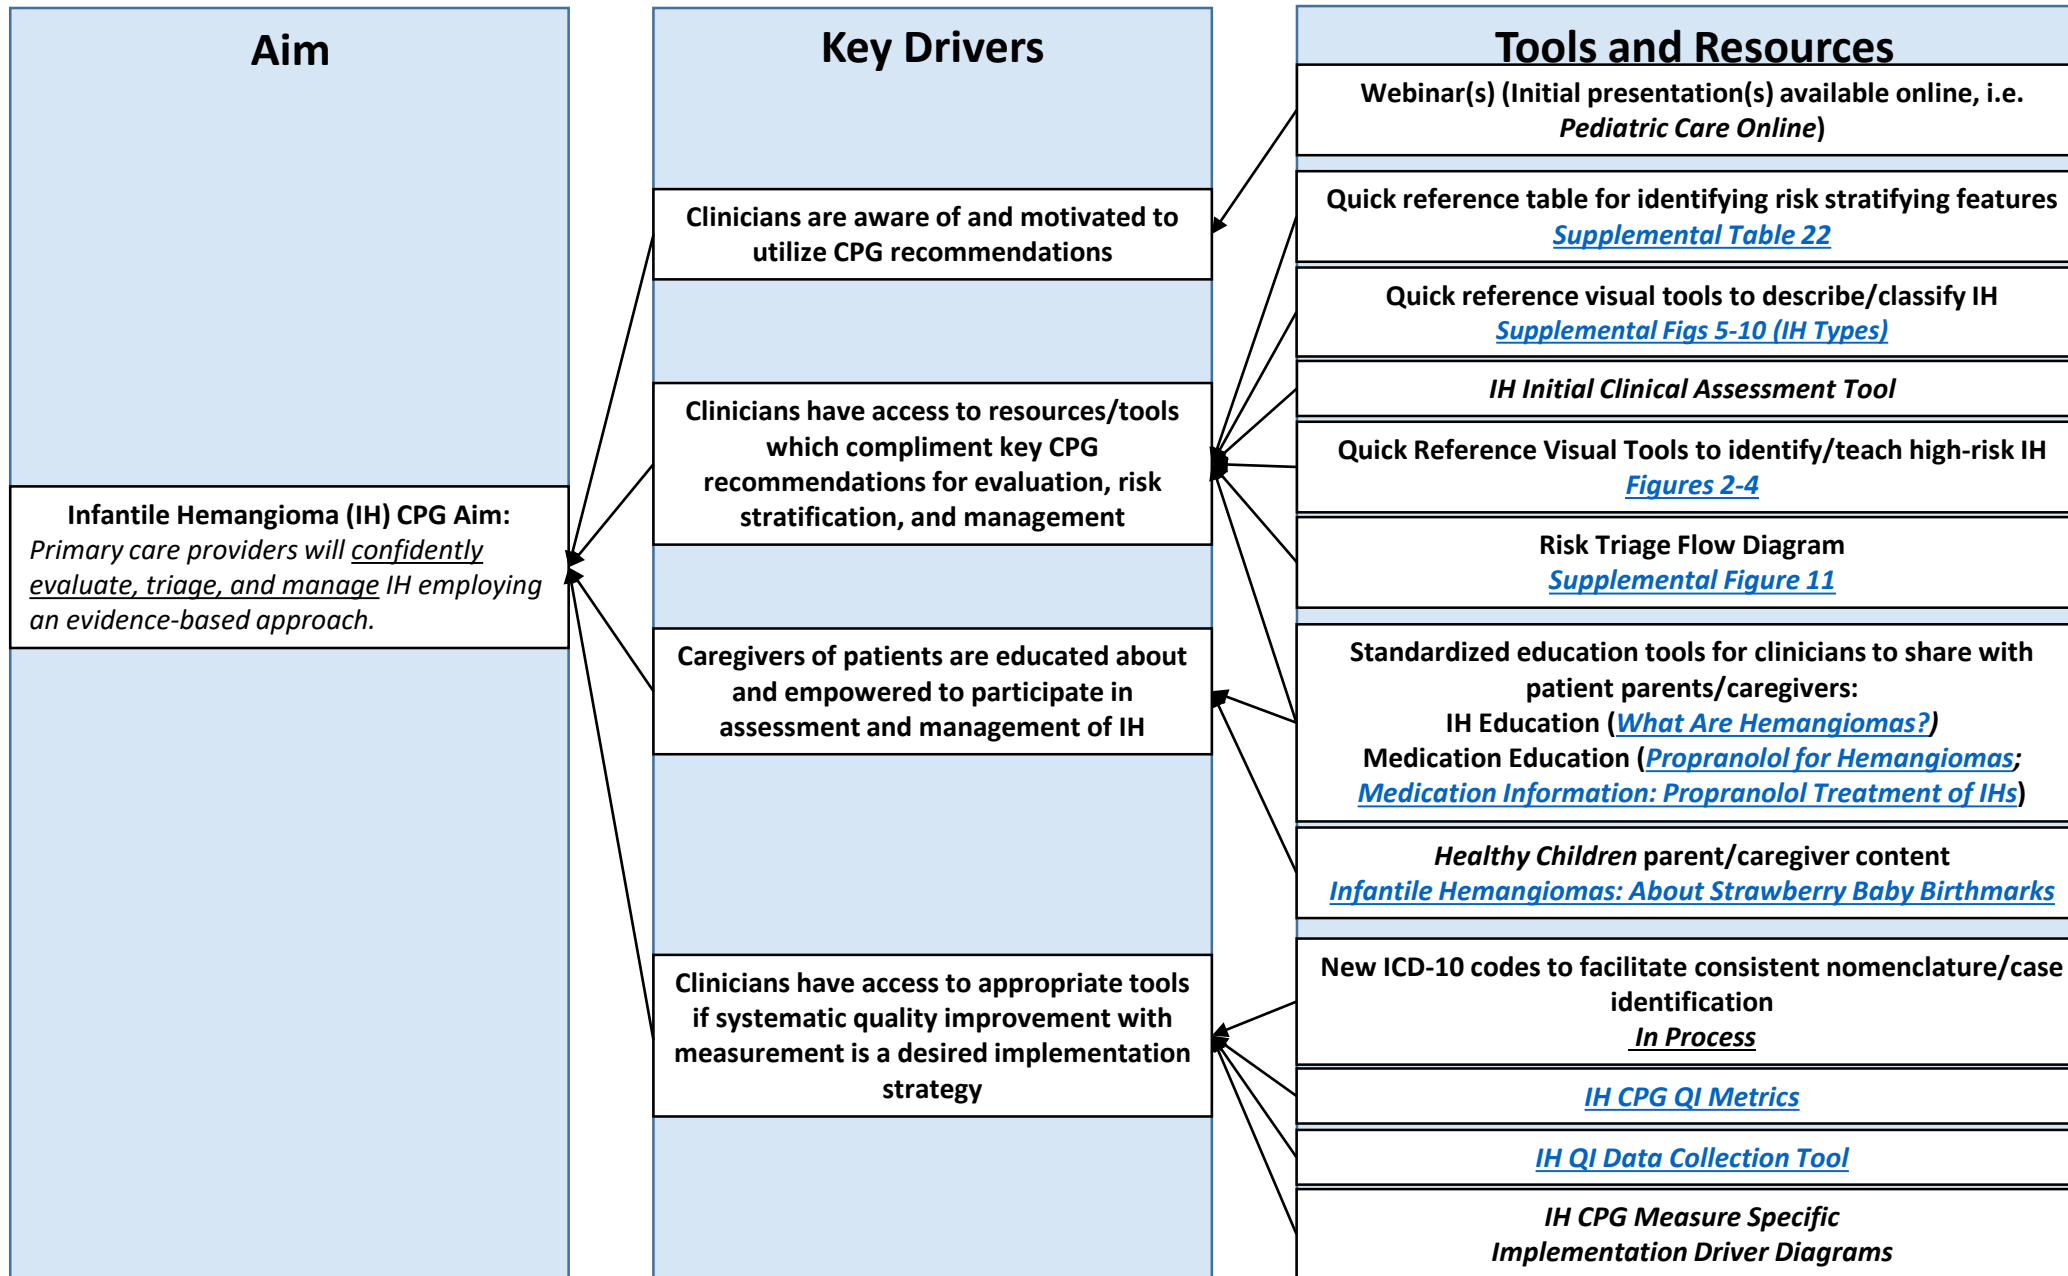 Aim
Infantile Hemangioma (IH) CPG Aim:
Primary care providers will confidently
evaluate, triage, and manage IH employing
an evidence-based approach.
Key Drivers
Clinicians are aware of and motivated to
utilize CPG recommendations
Clinicians have access to resources/tools
which compliment key CPG
recommendations for evaluation, risk
stratification, and management
Caregivers of patients are educated about
and empowered to participate in
assessment and management of IH
Clinicians have access to appropriate tools
if systematic quality improvement with
measurement is a desired implementation
strategy
Tools and Resources
Webinar(s) (Initial presentation(s) available online, i.e.
Pediatric Care Online)
Quick reference table for identifying risk stratifying features
Supplemental Table 22
Quick reference visual tools to describe/classify IH
Supplemental Figs 5-10 (IH Types)
IH Initial Clinical Assessment Tool
Quick Reference Visual Tools to identify/teach high-risk IH
Figures 2-4
Risk Triage Flow Diagram
Supplemental Figure 11
Standardized education tools for clinicians to share with
patient parents/caregivers:
IH Education (What Are Hemangiomas?)
Medication Education (Propranolol for Hemangiomas;
Medication Information: Propranolol Treatment of IHs)
Healthy Children parent/caregiver content
Infantile Hemangiomas: About Strawberry Baby Birthmarks
New ICD-10 codes to facilitate consistent nomenclature/case
identification
In Process
IH CPG QI Metrics
IH QI Data Collection Tool
IH CPG Measure Specific
Implementation Driver Diagrams